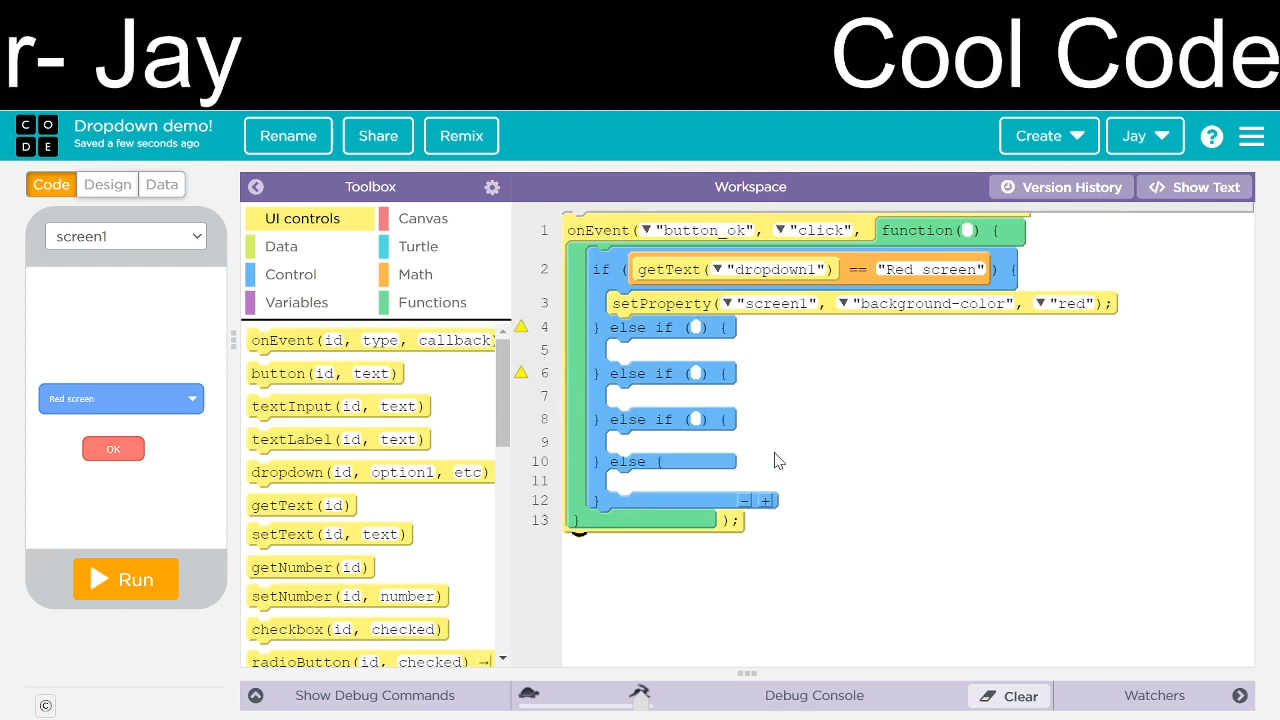 r- Jay
Cool Code
CODE
Dropdown demo!
Saved a few seconds ago
Rename
Share
Remix
Create
Jay
?
Code
Design
Data
screen1
Red screen
OK
Run
©
Toolbox
UI controls
Canvas
Data
Turtle
Control
Math
Variables
Functions
onEvent(id, type, callback)
button(id, text)
textInput(id, text)
textLabel(id, text)
dropdown(id, option1, etc)
getText(id)
setText(id, text)
getNumber(id)
setNumber(id, number)
checkbox(id, checked)
radioButton(id, checked)
Workspace
Version History
</> Show Text
1 onEvent("button_ok", "click", function() {
2 if (getText("dropdown1") == "Red screen") {
3 setProperty("screen1", "background-color", "red");
4 } else if () {
5
6 } else if () {
7
8 } else if () {
9
10 } else {
11
12 } - +
13 } );
Show Debug Commands
Debug Console
Clear
Watchers